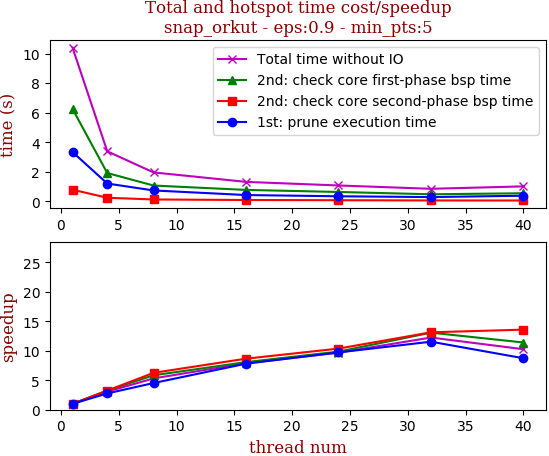 Total and hotspot time cost/speedup
snap_orkut - eps:0.9 - min_pts:5
time (s)
10
8
6
4
2
0
Total time without IO
2nd: check core first-phase bsp time
2nd: check core second-phase bsp time
1st: prune execution time
0 5 10 15 20 25 30 35 40
speedup
25
20
15
10
5
0
0 5 10 15 20 25 30 35 40
thread num